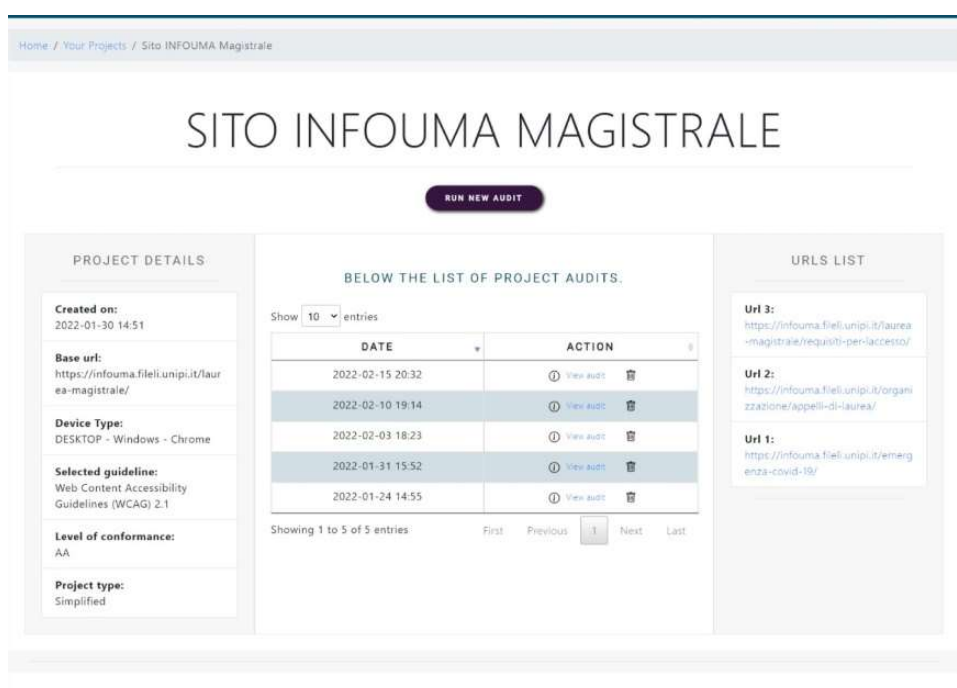 Home / Your Projects / Sito INFOUMA Magistrale
SITO INFOUMA MAGISTRALE
RUN NEW AUDIT
PROJECT DETAILS
Created on:
2022-01-30 14:51
Base url:
https://infouma.fileli.unipi.it/laur
ea-magistrale/
Device Type:
DESKTOP - Windows - Chrome
Selected guideline:
Web Content Accessibility
Guidelines (WCAG) 2.1
Level of conformance:
AA
Project type:
Simplified
BELOW THE LIST OF PROJECT AUDITS.
Show 10 entries
DATE ACTION
2022-02-15 20:32 View audit
2022-02-10 19:14 View audit
2022-02-03 18:23 View audit
2022-01-31 15:52 View audit
2022-01-24 14:55 View audit
Showing 1 to 5 of 5 entries First Previous 1 Next Last
URLS LIST
Url 3:
https://infouma.fileli.unipi.it/laurea
-magistrale/requisiti-per-laccesso/
Url 2:
https://infouma.fileli.unipi.it/organi
zzazione/appelli-di-laurea/
Url 1:
https://infouma.fileli.unipi.it/emerg
enza-covid-19/